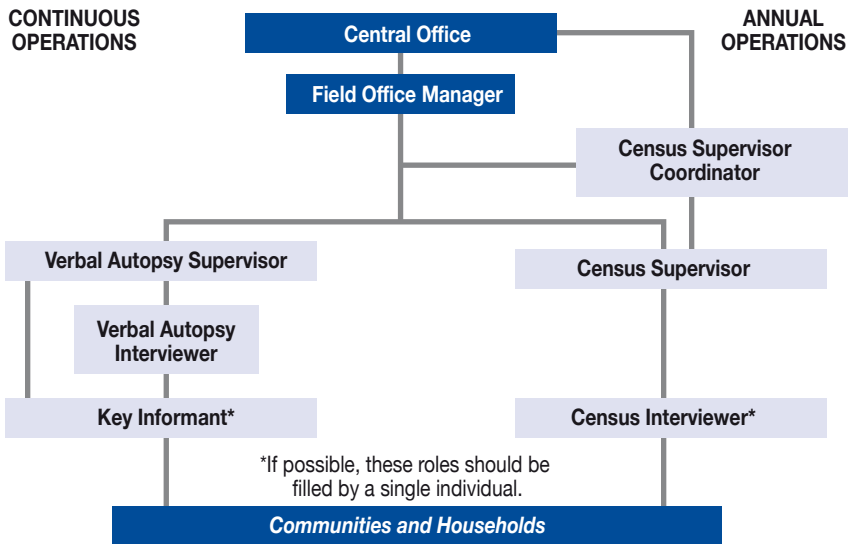 CONTINUOUS
OPERATIONS
Central Office
ANNUAL
OPERATIONS
Field Office Manager
Census Supervisor
Coordinator
Verbal Autopsy Supervisor
Census Supervisor
Verbal Autopsy
Interviewer
Key Informant*
Census Interviewer*
*If possible, these roles should be
filled by a single individual.
Communities and Households